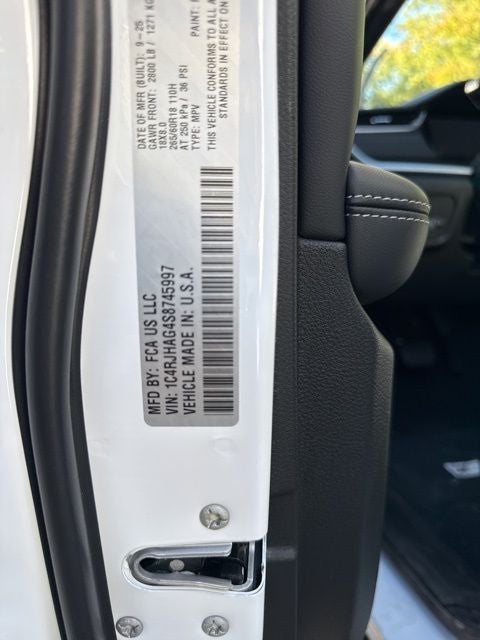 MFD BY: FCA US LLC
VIN: 1C4RJHAG4S8745997
VEHICLE MADE IN: U.S.A.
DATE OF MFR (BUILT): 9-25
GAWR FRONT: 2800 LB / 1271 KG
18X8.0
265/60R18 110H
AT 250 kPa / 36 PSI
TYPE: MPV
PAINT:
THIS VEHICLE CONFORMS TO ALL
STANDARDS IN EFFECT